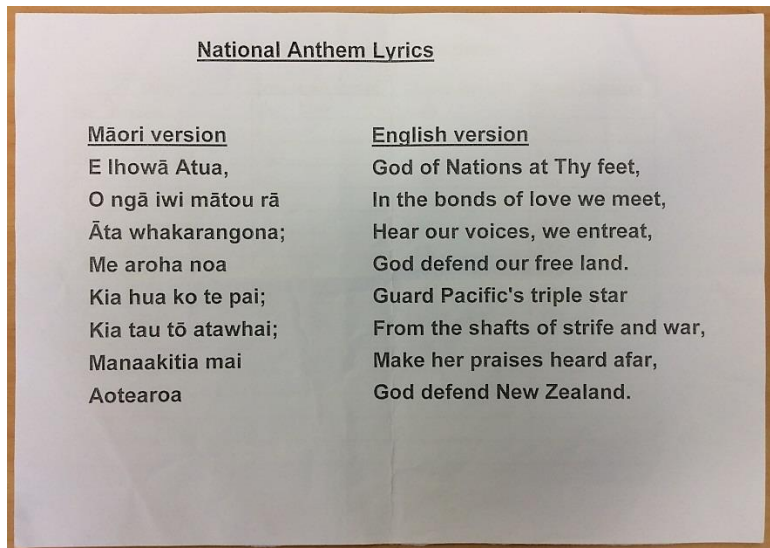 National Anthem Lyrics
Māori version
E Ihowā Atua,
O ngā iwi mātou rā
Āta whakarangona;
Me aroha noa
Kia hua ko te pai;
Kia tau tō atawhai;
Manaakitia mai
Aotearoa
English version
God of Nations at Thy feet,
In the bonds of love we meet,
Hear our voices, we entreat,
God defend our free land.
Guard Pacific's triple star
From the shafts of strife and war,
Make her praises heard afar,
God defend New Zealand.